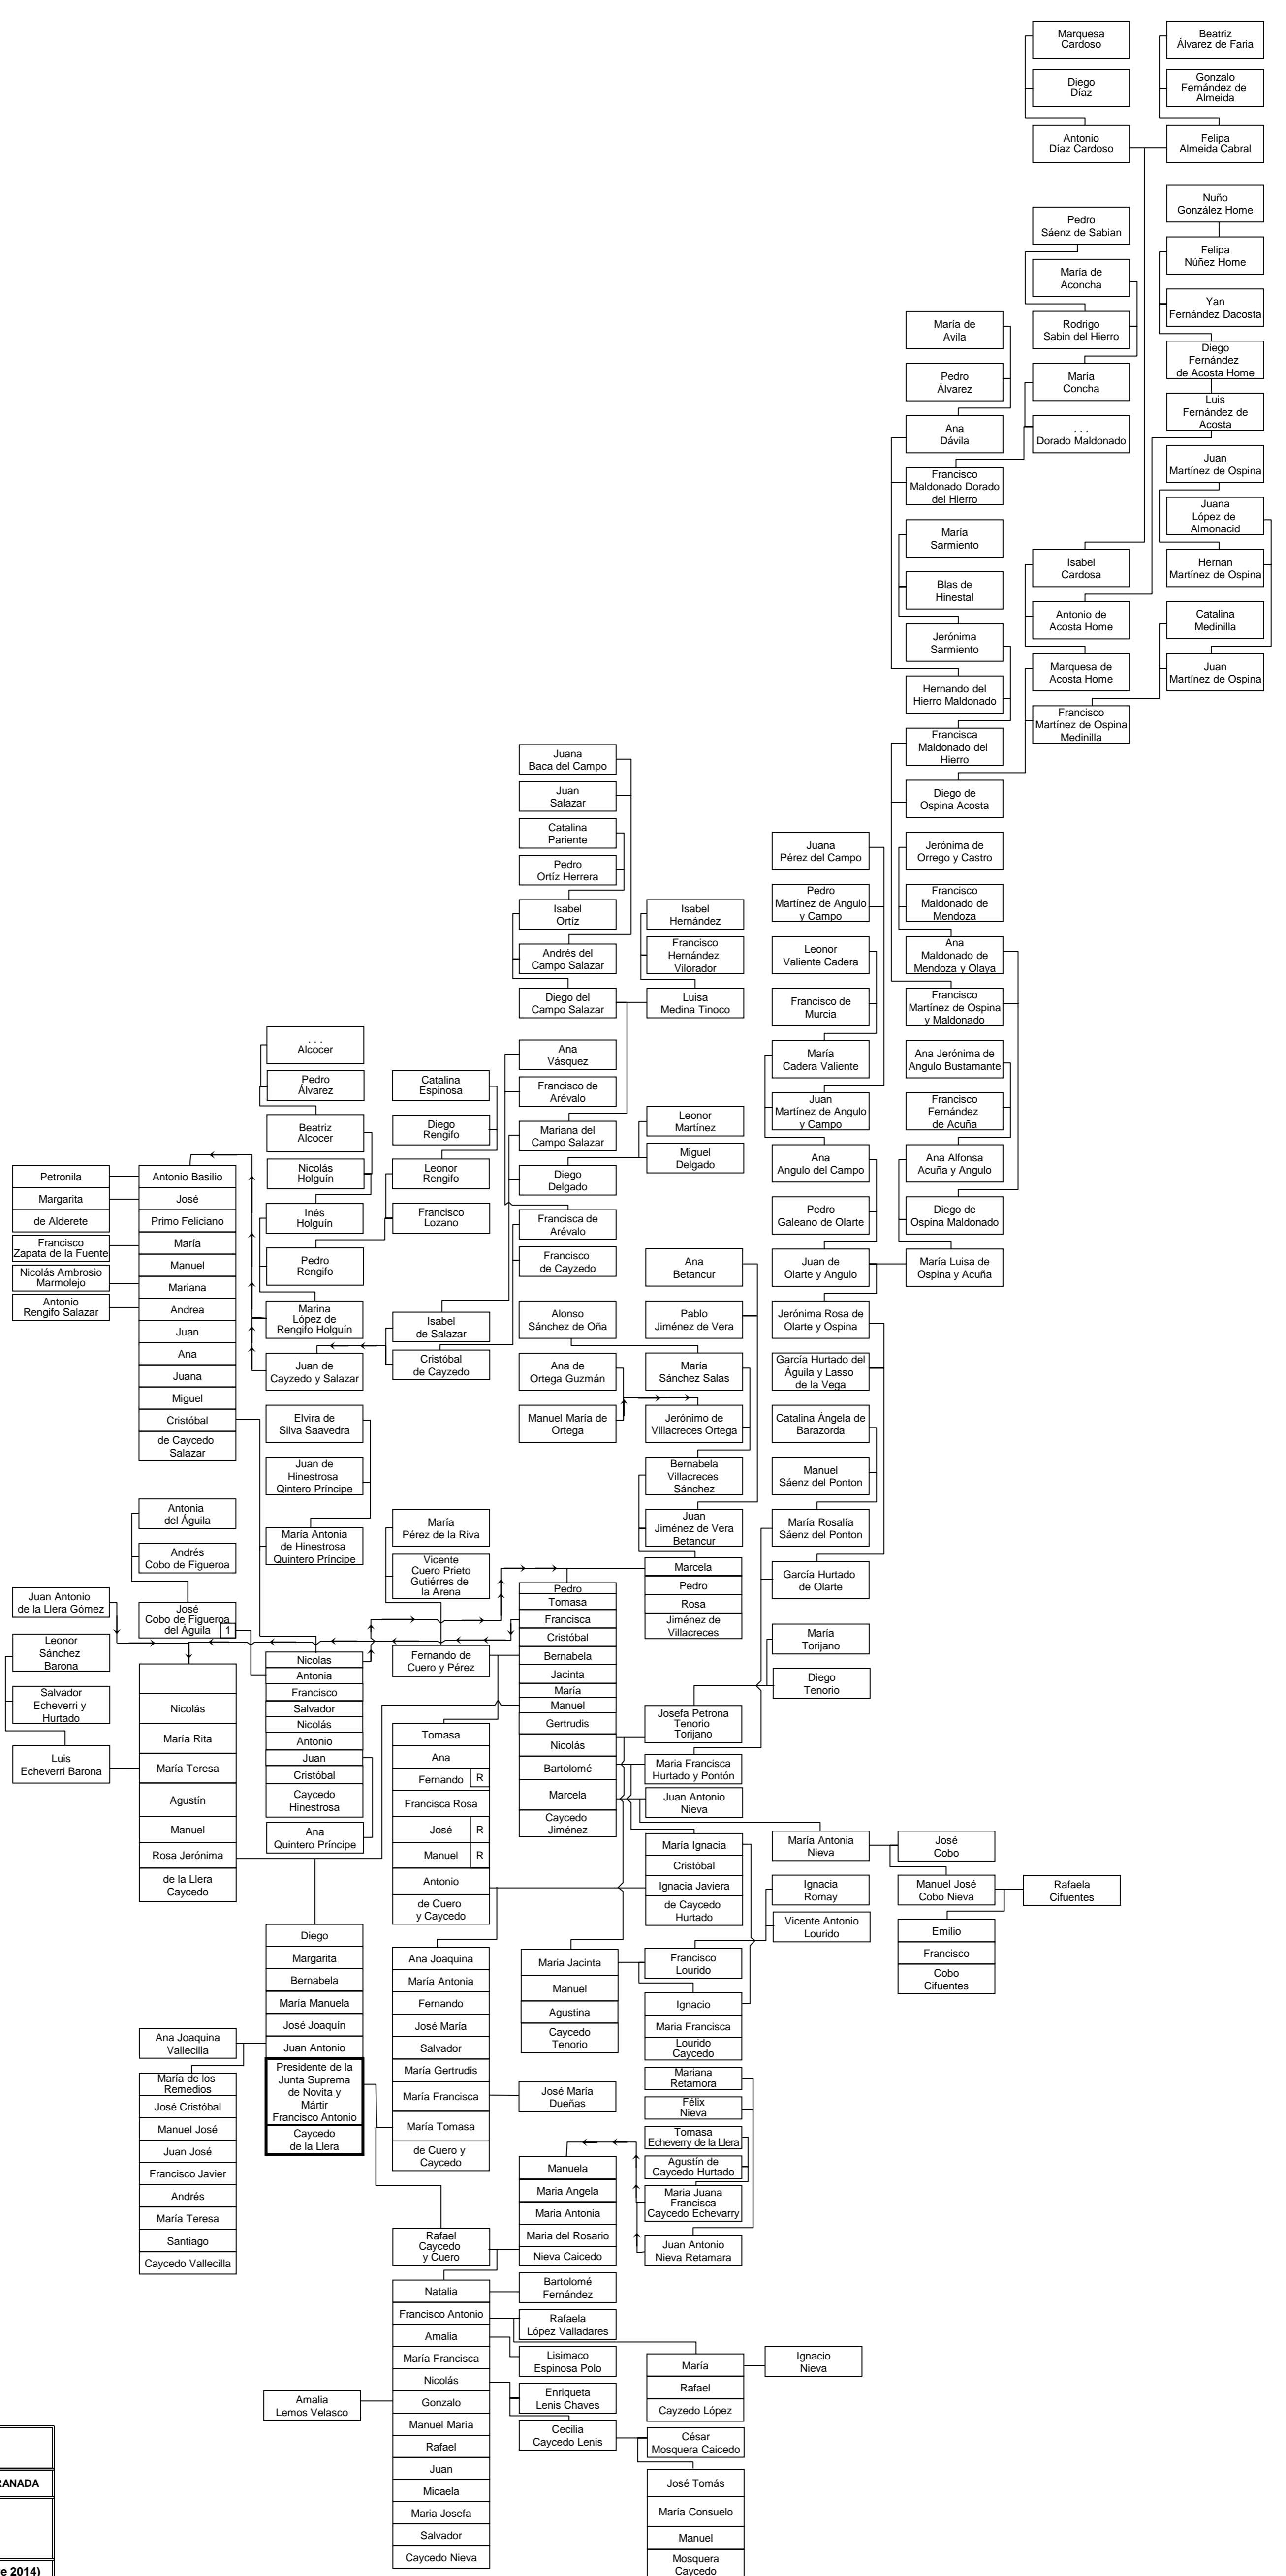 Marquesa
Cardoso
Beatriz
Álvarez de Faria
Diego
Díaz
Gonzalo
Fernández de
Almeida
Antonio
Díaz Cardoso
Felipa
Almeida Cabral
Nuño
González Home
Pedro
Sáenz de Sabian
Felipa
Núñez Home
María de
Aconcha
Yan
Fernández Dacosta
María de
Avila
Rodrigo
Sabin del Hierro
Diego
Fernández
de Acosta Home
Pedro
Álvarez
María
Concha
Luis
Fernández de
Acosta
Ana
Dávila
. . .
Dorado Maldonado
Juan
Martínez de Ospina
Francisco
Maldonado Dorado
del Hierro
Juana
López de
Almonacid
María
Sarmiento
Isabel
Cardosa
Hernan
Martínez de Ospina
Blas de
Hinestal
Antonio de
Acosta Home
Catalina
Medinilla
Jerónima
Sarmiento
Marquesa de
Acosta Home
Juan
Martínez de Ospina
Hernando del
Hierro Maldonado
Francisco
Martínez de Ospina
Medinilla
Francisca
Maldonado del
Hierro
Juana
Baca del Campo
Diego de
Ospina Acosta
Juan
Salazar
Catalina
Pariente
Juana
Pérez del Campo
Jerónima de
Orrego y Castro
Pedro
Ortíz Herrera
Pedro
Martínez de Angulo
y Campo
Francisco
Maldonado de
Mendoza
Isabel
Ortíz
Isabel
Hernández
Andrés del
Campo Salazar
Francisco
Hernández
Vilorador
Leonor
Valiente Cadera
Ana
Maldonado de
Mendoza y Olaya
Diego del
Campo Salazar
Luisa
Medina Tinoco
Francisco de
Murcia
Francisco
Martínez de Ospina
y Maldonado
. . .
Alcocer
Ana
Vásquez
María
Cadera Valiente
Ana Jerónima de
Angulo Bustamante
Pedro
Álvarez
Catalina
Espinosa
Francisco de
Arévalo
Juan
Martínez de Angulo
y Campo
Francisco
Fernández
de Acuña
Beatriz
Alcocer
Diego
Rengifo
Mariana del
Campo Salazar
Leonor
Martínez
Nicolás
Holguín
Leonor
Rengifo
Diego
Delgado
Miguel
Delgado
Ana
Angulo del Campo
Ana Alfonsa
Acuña y Angulo
Inés
Holguín
Francisco
Lozano
Francisca de
Arévalo
Pedro
Galeano de Olarte
Diego de
Ospina Maldonado
Pedro
Rengifo
Francisco
de Cayzedo
Ana
Betancur
Juan de
Olarte y Angulo
María Luisa de
Ospina y Acuña
Petronila
Antonio Basilio
Margarita
José
de Alderete
Primo Feliciano
Francisco
Zapata de la Fuente
María
Manuel
Nicolás Ambrosio
Marmolejo
Mariana
Antonio
Rengifo Salazar
Andrea
Juan
Ana
Juana
Miguel
Cristóbal
de Caycedo
Salazar
Marina
López de
Rengifo Holguín
Isabel
de Salazar
Alonso
Sánchez de Oña
Pablo
Jiménez de Vera
Jerónima Rosa de
Olarte y Ospina
Juan de
Cayzedo y Salazar
Cristóbal
de Cayzedo
Ana de
Ortega Guzmán
María
Sánchez Salas
García Hurtado del
Águila y Lasso
de la Vega
Elvira de
Silva Saavedra
Manuel María de
Ortega
Jerónimo de
Villacreces Ortega
Catalina Ángela de
Barazorda
Juan de
Hinestrosa
Qintero Príncipe
Bernabela
Villacreces
Sánchez
Manuel
Sáenz del Ponton
Antonia
del Águila
María Antonia
de Hinestrosa
Quintero Príncipe
María
Pérez de la Riva
Juan
Jiménez de Vera
Betancur
María Rosalía
Sáenz del Ponton
Andrés
Cobo de Figueroa
Vicente
Cuero Prieto
Gutiérres de
la Arena
García Hurtado
de Olarte
Marcela
Pedro
Rosa
Jiménez de
Villacreces
Juan Antonio
de la Llera Gómez
José
Cobo de Figueroa
del Águila
1
Leonor
Sánchez
Barona
Salvador
Echeverri y
Hurtado
Luis
Echeverri Barona
Nicolás
María Rita
María Teresa
Agustín
Manuel
Rosa Jerónima
de la Llera
Caycedo
Nicolas
Antonia
Francisco
Salvador
Nicolás
Antonio
Juan
Cristóbal
Caycedo
Hinestrosa
Ana
Quintero Príncipe
Fernando de
Cuero y Pérez
Pedro
Tomasa
Francisca
Cristóbal
Bernabela
Jacinta
María
Manuel
Gertrudis
Nicolás
Bartolomé
Marcela
Caycedo
Jiménez
María
Torijano
Diego
Tenorio
Josefa Petrona
Tenorio
Torijano
Maria Francisca
Hurtado y Pontón
Juan Antonio
Nieva
Tomasa
Ana
Fernando
R
Francisca Rosa
José
R
Manuel
R
Antonio
de Cuero
y Caycedo
María Ignacia
Cristóbal
Ignacia Javiera
de Caycedo
Hurtado
María Antonia
Nieva
José
Cobo
Ignacia
Romay
Manuel José
Cobo Nieva
Rafaela
Cifuentes
Vicente Antonio
Lourido
Emilio
Francisco
Cobo
Cifuentes
Diego
Margarita
Bernabela
María Manuela
José Joaquín
Juan Antonio
Presidente de la
Junta Suprema
de Novita y
Mártir
Francisco Antonio
Caycedo
de la Llera
Ana Joaquina
María Antonia
Fernando
José María
Salvador
María Gertrudis
María Francisca
María Tomasa
de Cuero y
Caycedo
Maria Jacinta
Manuel
Agustina
Caycedo
Tenorio
Francisco
Lourido
Ignacio
Maria Francisca
Lourido
Caycedo
Ana Joaquina
Vallecilla
María de los
Remedios
José Cristóbal
Manuel José
Juan José
Francisco Javier
Andrés
María Teresa
Santiago
Caycedo Vallecilla
José María
Dueñas
Mariana
Retamora
Félix
Nieva
Tomasa
Echeverry de la Llera
Agustín de
Caycedo Hurtado
Maria Juana
Francisca
Caycedo Echevarry
Juan Antonio
Nieva Retamara
Manuela
Maria Angela
Maria Antonia
Maria del Rosario
Nieva Caicedo
Rafael
Caycedo
y Cuero
Natalia
Francisco Antonio
Amalia
María Francisca
Nicolás
Gonzalo
Manuel María
Rafael
Juan
Micaela
Maria Josefa
Salvador
Caycedo Nieva
Bartolomé
Fernández
Rafaela
López Valladares
Lisimaco
Espinosa Polo
Enriqueta
Lenis Chaves
Cecilia
Caycedo Lenis
Amalia
Lemos Velasco
María
Rafael
Cayzedo López
Ignacio
Nieva
César
Mosquera Caicedo
José Tomás
María Consuelo
Manuel
Mosquera
Caycedo
RANADA
e 2014)